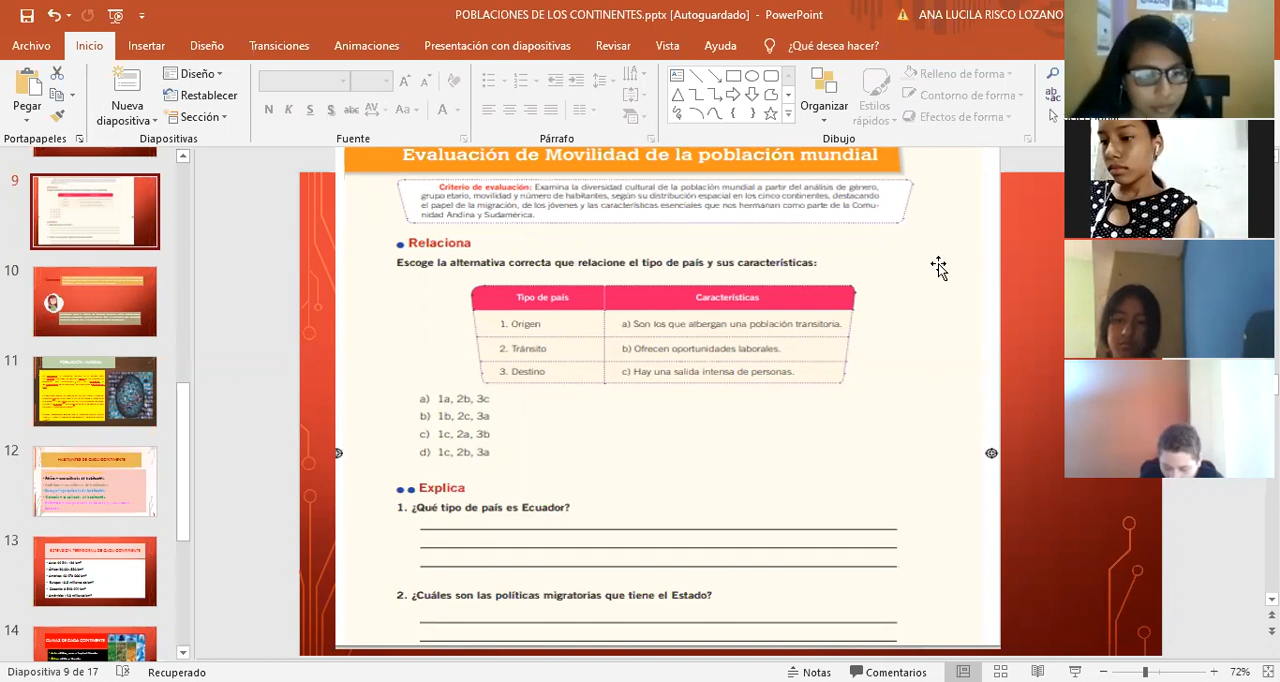 POBLACIONES DE LOS CONTINENTES.pptx [Autoguardado] - PowerPoint
ANA LUCILA RISCO LOZANO
Archivo Inicio Insertar Diseño Transiciones Animaciones Presentación con diapositivas Revisar Vista Ayuda ¿Qué desea hacer?
Pegar
Nueva diapositiva
Diseño
Restablecer
Sección
N K S S abc AV Aa A
Organizar
Estilos rápidos
Relleno de forma
Contorno de forma
Efectos de forma
Portapapeles Diapositivas Fuente Párrafo Dibujo
9
10
11
12
13
14
Evaluación de Movilidad de la población mundial
Criterio de evaluación: Examina la diversidad cultural de la población mundial a partir del análisis de género,
grupo etario, movilidad y número de habitantes, según su distribución espacial en los cinco continentes, destacando
el papel de la migración, de los jóvenes y las características esenciales que nos hermanan como parte de la Comu-
nidad Andina y Sudamérica.
Relaciona
Escoge la alternativa correcta que relacione el tipo de país y sus características:
Tipo de país Características
1. Origen a) Son los que albergan una población transitoria.
2. Tránsito b) Ofrecen oportunidades laborales.
3. Destino c) Hay una salida intensa de personas.
a) 1a, 2b, 3c
b) 1b, 2c, 3a
c) 1c, 2a, 3b
d) 1c, 2b, 3a
Explica
1. ¿Qué tipo de país es Ecuador?
2. ¿Cuáles son las políticas migratorias que tiene el Estado?
Diapositiva 9 de 17 Recuperado Notas Comentarios 72%